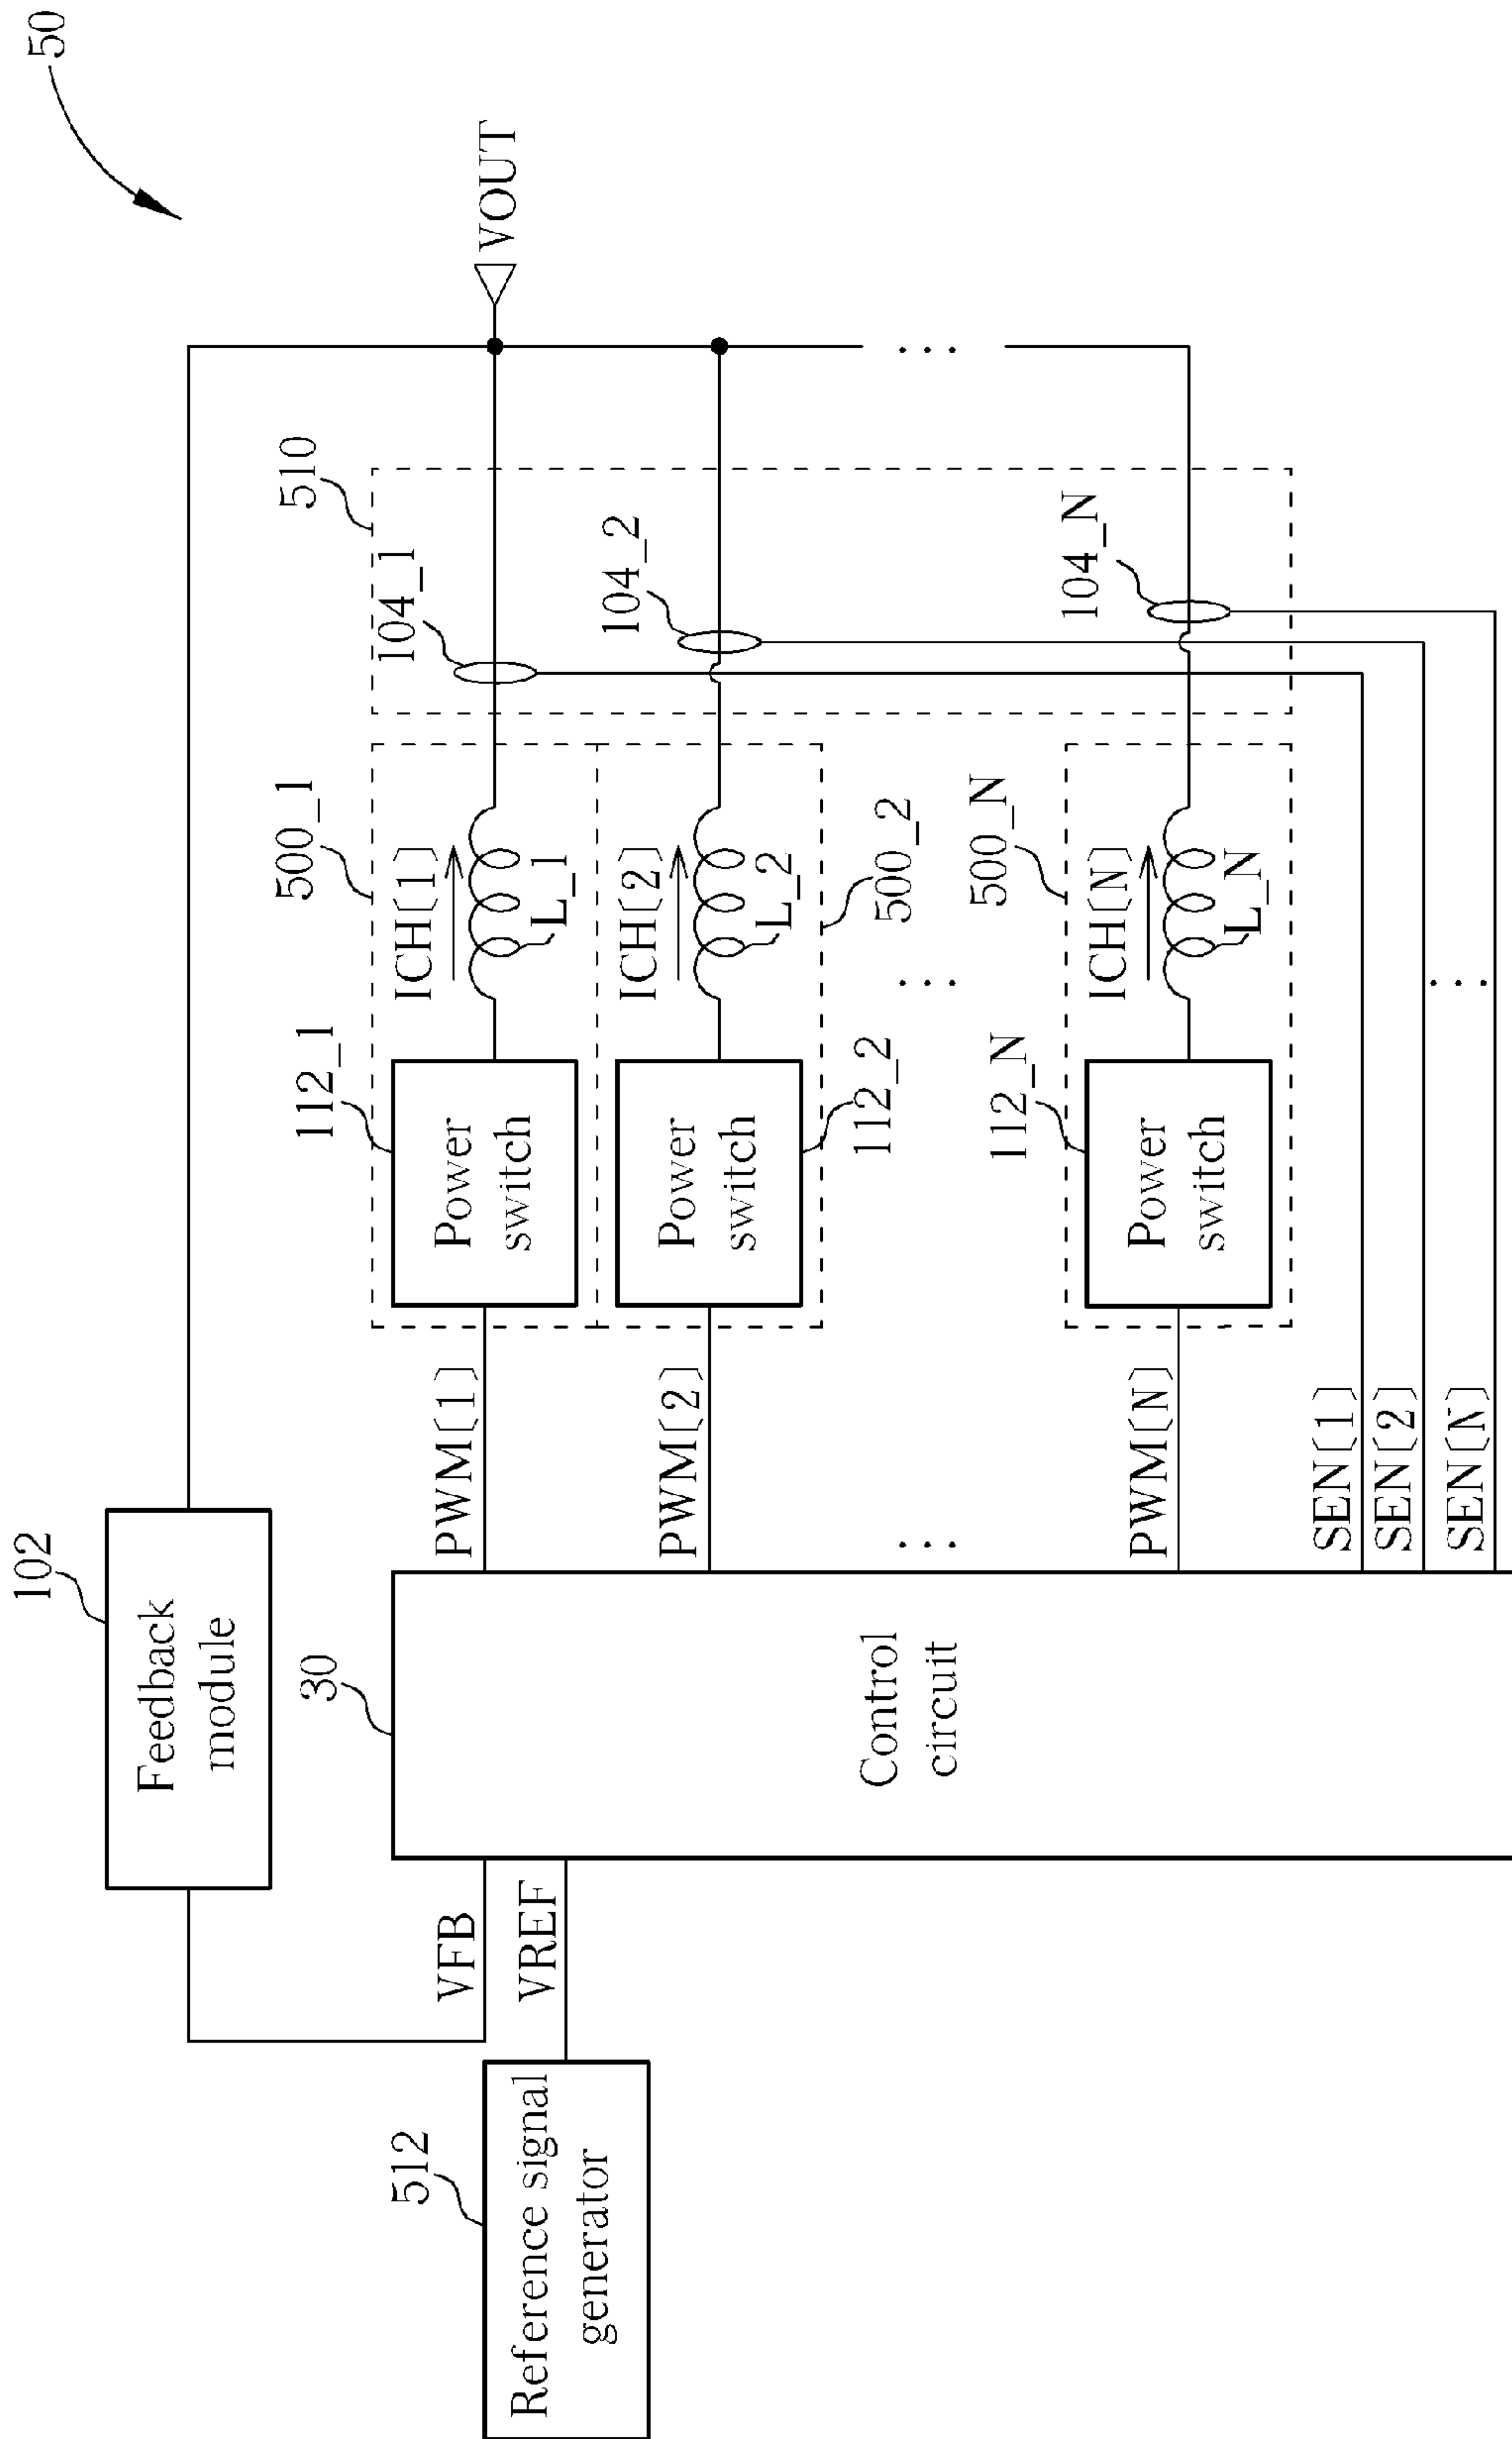 50
102
Feedback
module
510
VOUT
500_1
104_1
112_1
ICH(1)
L_1
Power
switch
PWM(1)
30
VFB
VREF
512
Reference signal
generator
104_2
ICH(2)
L_2
Power
switch
PWM(2)
500_2
112_2
...
...
...
Control
circuit
500_N
104_N
112_N
ICH(N)
L_N
Power
switch
PWM(N)
SEN(1)
SEN(2)
SEN(N)
...